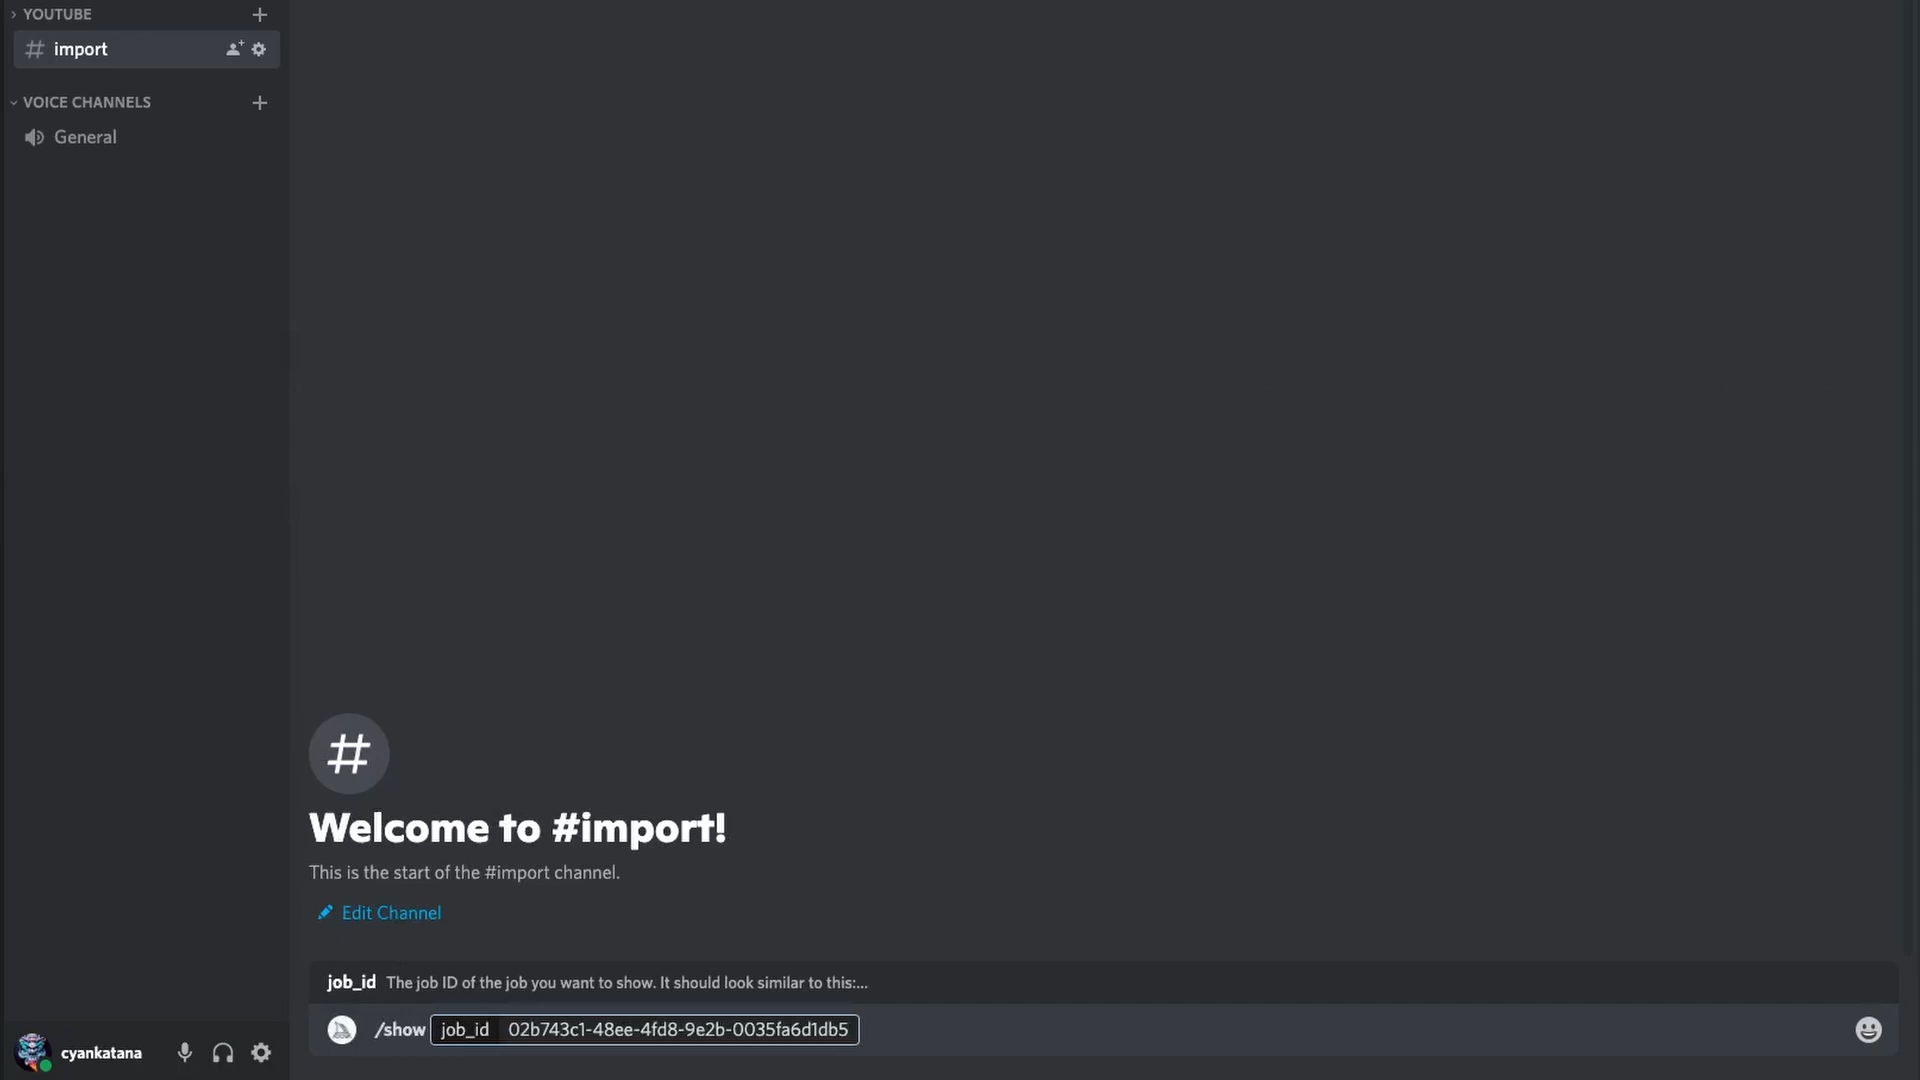 YOUTUBE
import
VOICE CHANNELS
General
Welcome to #import!
This is the start of the #import channel.
Edit Channel
job_id The job ID of the job you want to show. It should look similar to this:...
/show job_id 02b743c1-48ee-4fd8-9e2b-0035fa6d1db5
cyankatana